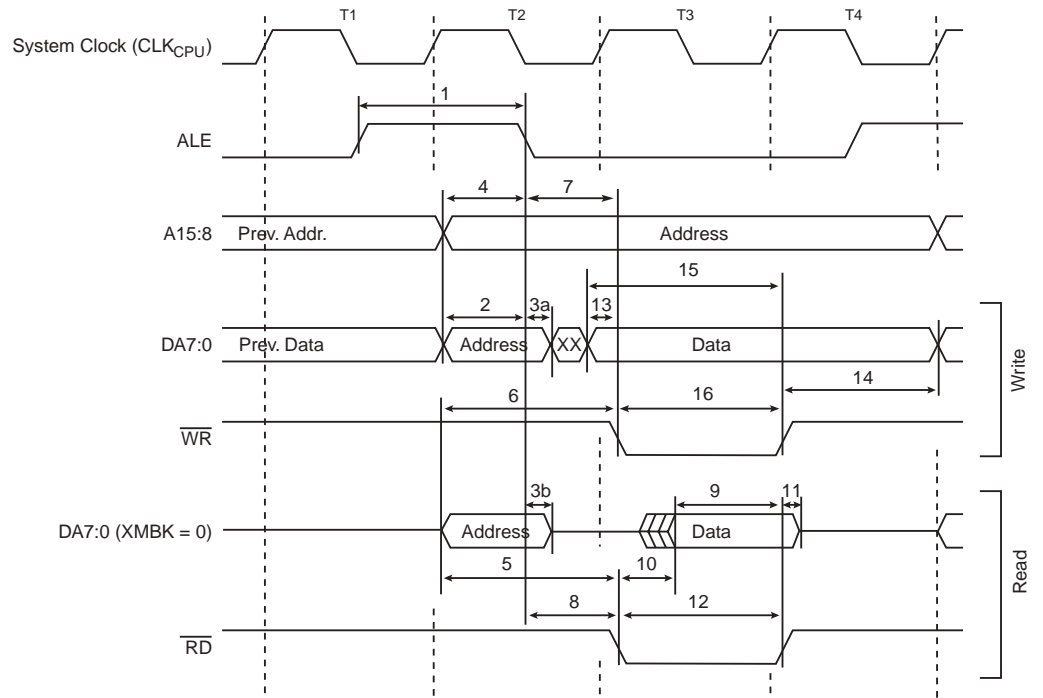 T1 T2 T3 T4
System Clock (CLKCPU)
1
ALE
4 7
A15:8 Prev. Addr. Address
15
2 3a 13
DA7:0 Prev. Data Address XX Data
14
6 16
WR
Write
3b 9 11
DA7:0 (XMBK = 0) Address Data
5 10
8 12
RD
Read